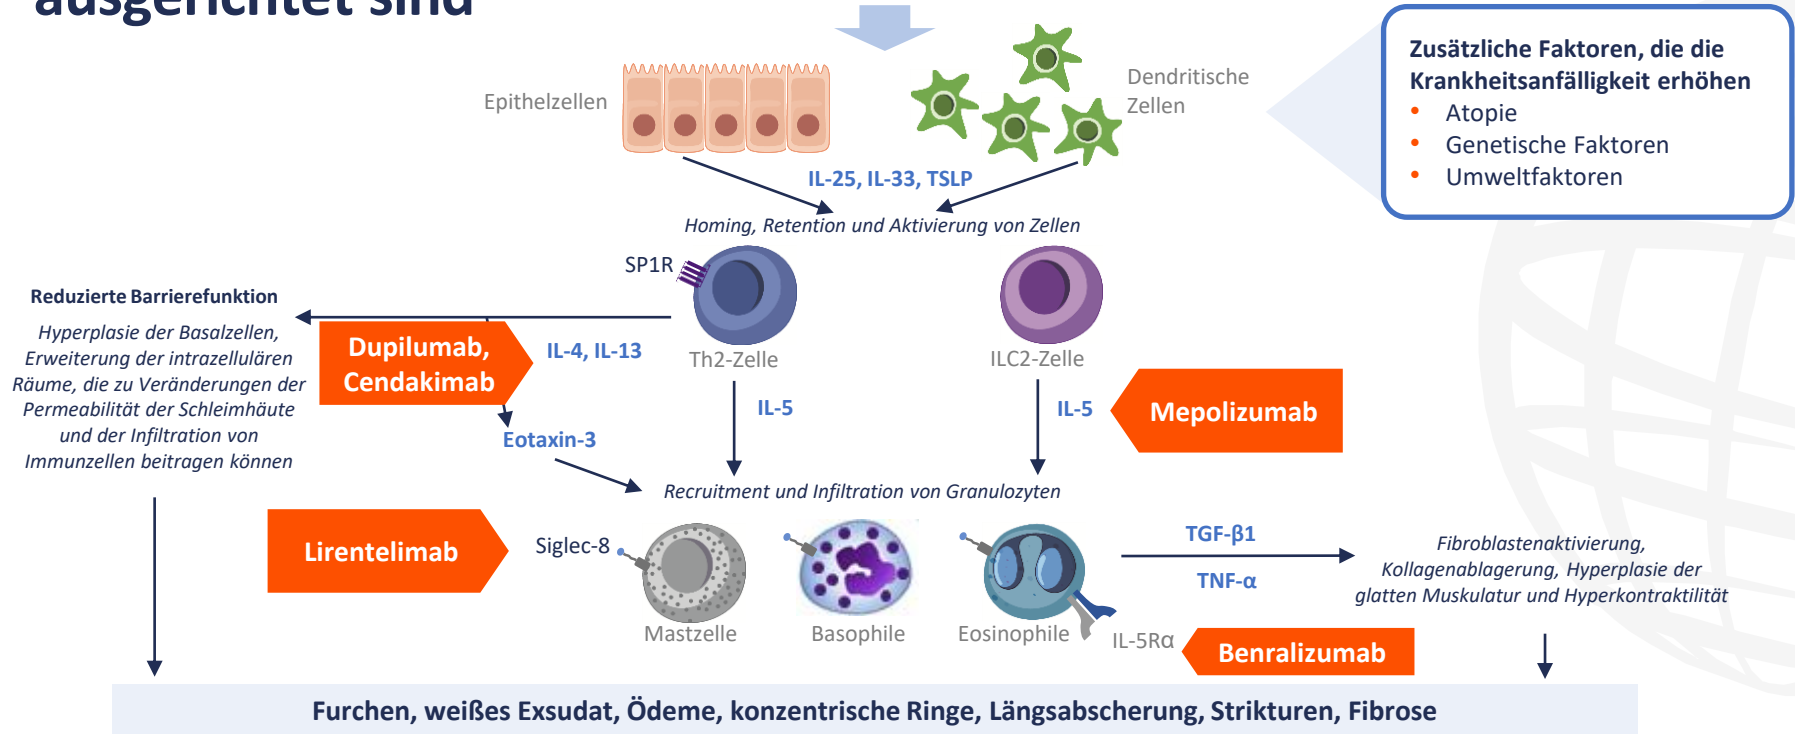 ausgerichtet sind
Zusätzliche Faktoren, die die
Krankheitsanfälligkeit erhöhen
• Atopie
• Genetische Faktoren
• Umweltfaktoren
Epithelzellen
Dendritische
Zellen
IL-25, IL-33, TSLP
Homing, Retention und Aktivierung von Zellen
SP1R
Th2-Zelle
ILC2-Zelle
Reduzierte Barrierefunktion
Hyperplasie der Basalzellen,
Erweiterung der intrazellulären
Räume, die zu Veränderungen der
Permeabilität der Schleimhäute
und der Infiltration von
Immunzellen beitragen können
Dupilumab,
Cendakimab
IL-4, IL-13
IL-5
IL-5
Mepolizumab
Eotaxin-3
Recruitment und Infiltration von Granulozyten
Lirentelimab
Siglec-8
Mastzelle
Basophile
Eosinophile
IL-5Rα
TGF-β1
TNF-α
Fibroblastenaktivierung,
Kollagenablagerung, Hyperplasie der
glatten Muskulatur und Hyperkontraktilität
Benralizumab
Furchen, weißes Exsudat, Ödeme, konzentrische Ringe, Längsabscherung, Strikturen, Fibrose